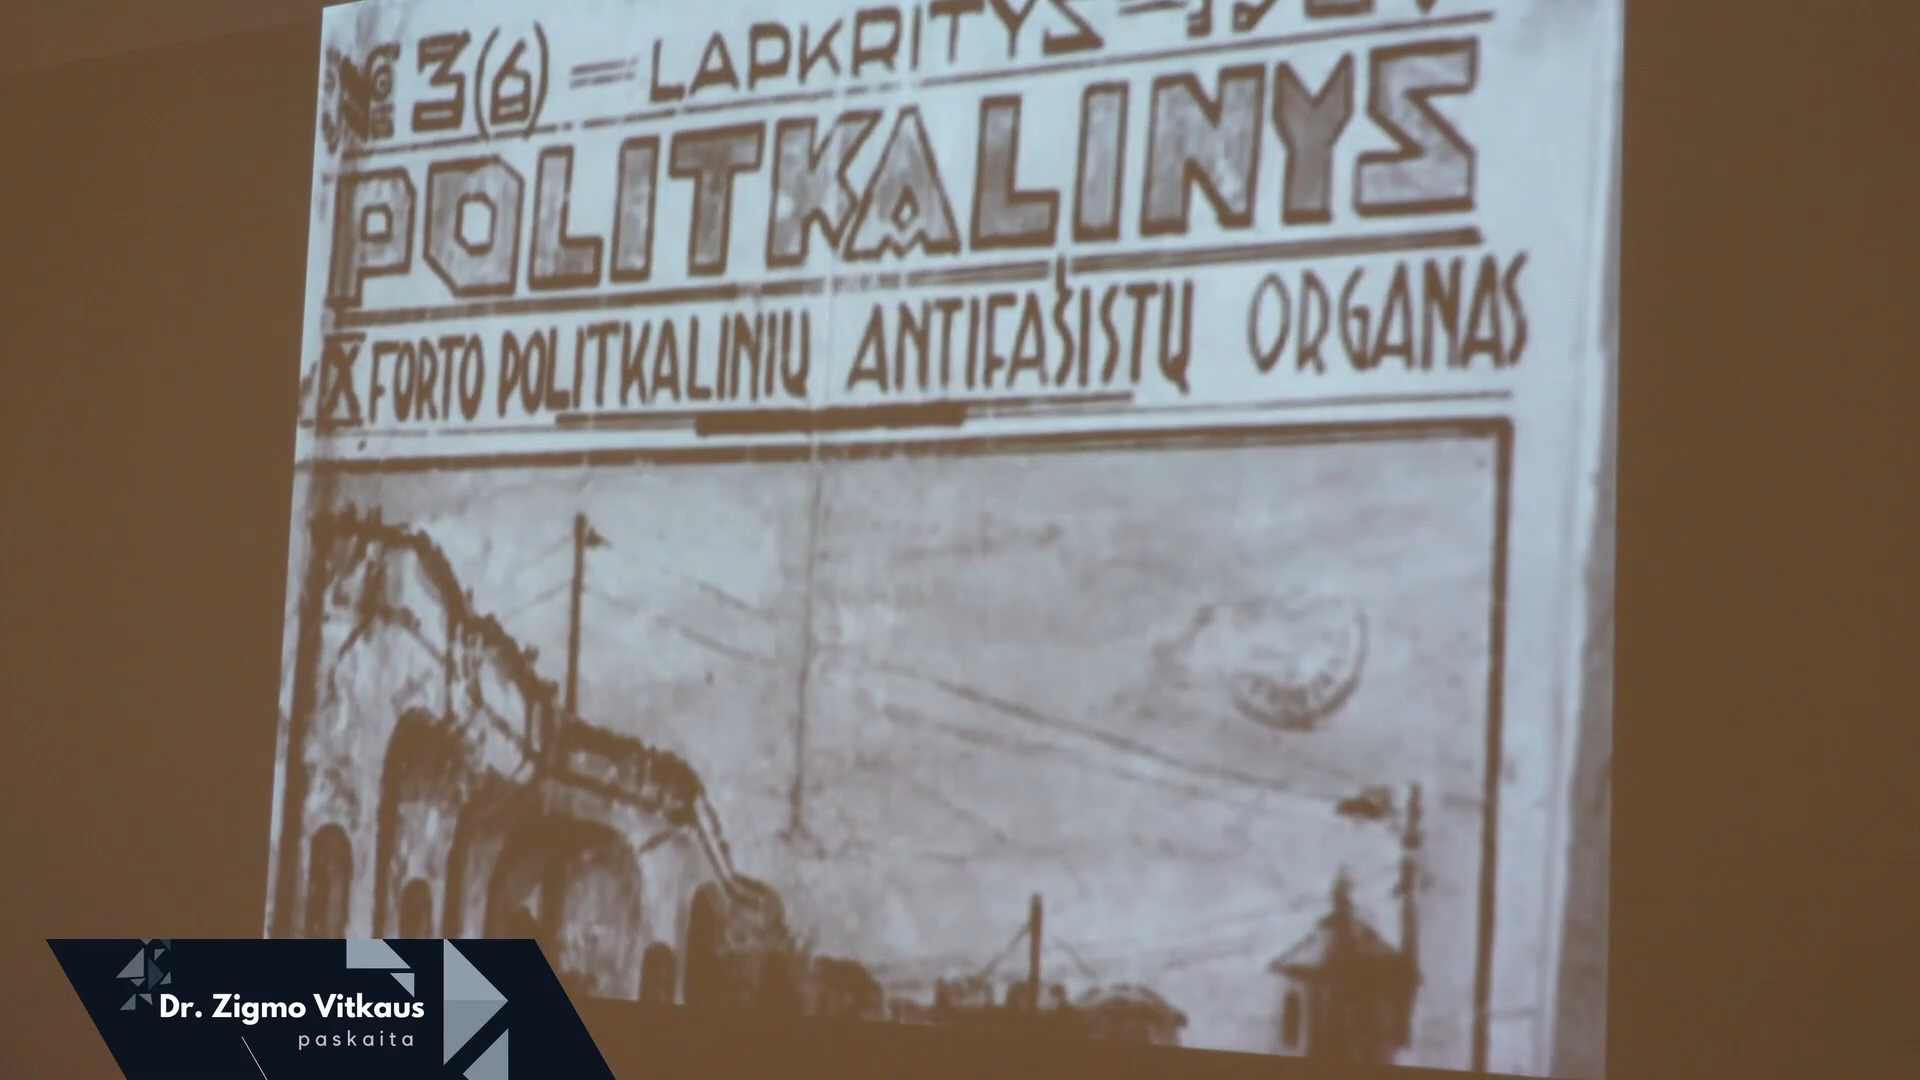 № 3(6) = LAPKRITYS
POLITKALINYS
IX FORTO POLITKALINIŲ ANTIFAŠISTŲ ORGANAS
Dr. Zigmo Vitkaus
paskaita